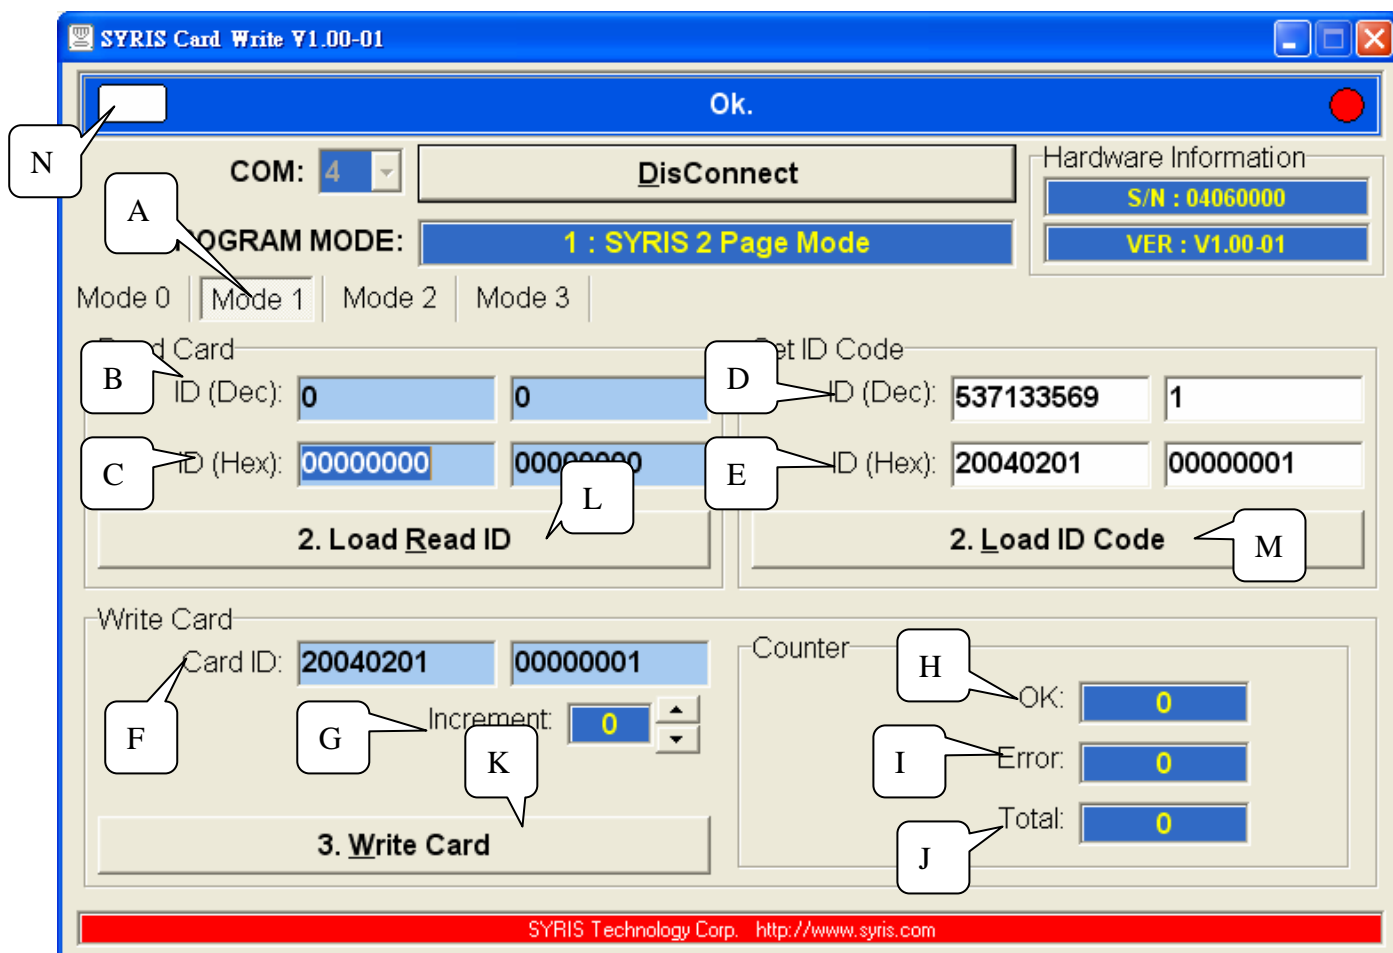 SYRIS Card Write V1.00-01
Ok.
N
COM: 4 DisConnect
Hardware Information
S/N : 04060000
A
OGRAM MODE: 1 : SYRIS 2 Page Mode
VER : V1.00-01
Mode 0 Mode 1 Mode 2 Mode 3
Card
ID Code
B ID (Dec): 0 0
D ID (Dec): 537133569 1
C ID (Hex): 00000000 00000000
E ID (Hex): 20040201 00000001
L
2. Load Read ID
2. Load ID Code
M
Write Card
Card ID: 20040201 00000001
F
G Increment: 0
K
3. Write Card
Counter
H
OK: 0
I Error: 0
Total: 0
J
SYRIS Technology Corp. http://www.syris.com